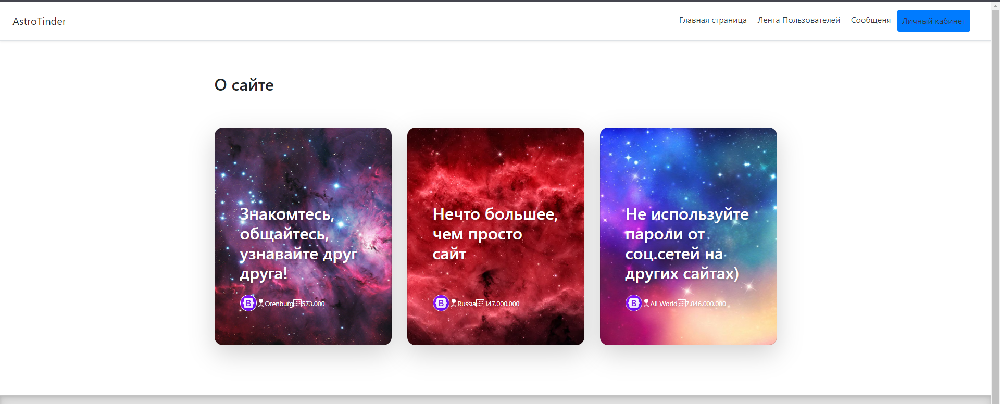 AstroTinder
Главная страница
Лента Пользователей
Сообщеня
Личный кабинет
О сайте
Знакомтесь,
общайтесь,
узнавайте друг
друга!
B Orenburg 573.000
Нечто большее,
чем просто
сайт
B Russia 147.000.000
Не используйте
пароли от
соц.сетей на
других сайтах)
B All World 7.846.000.000